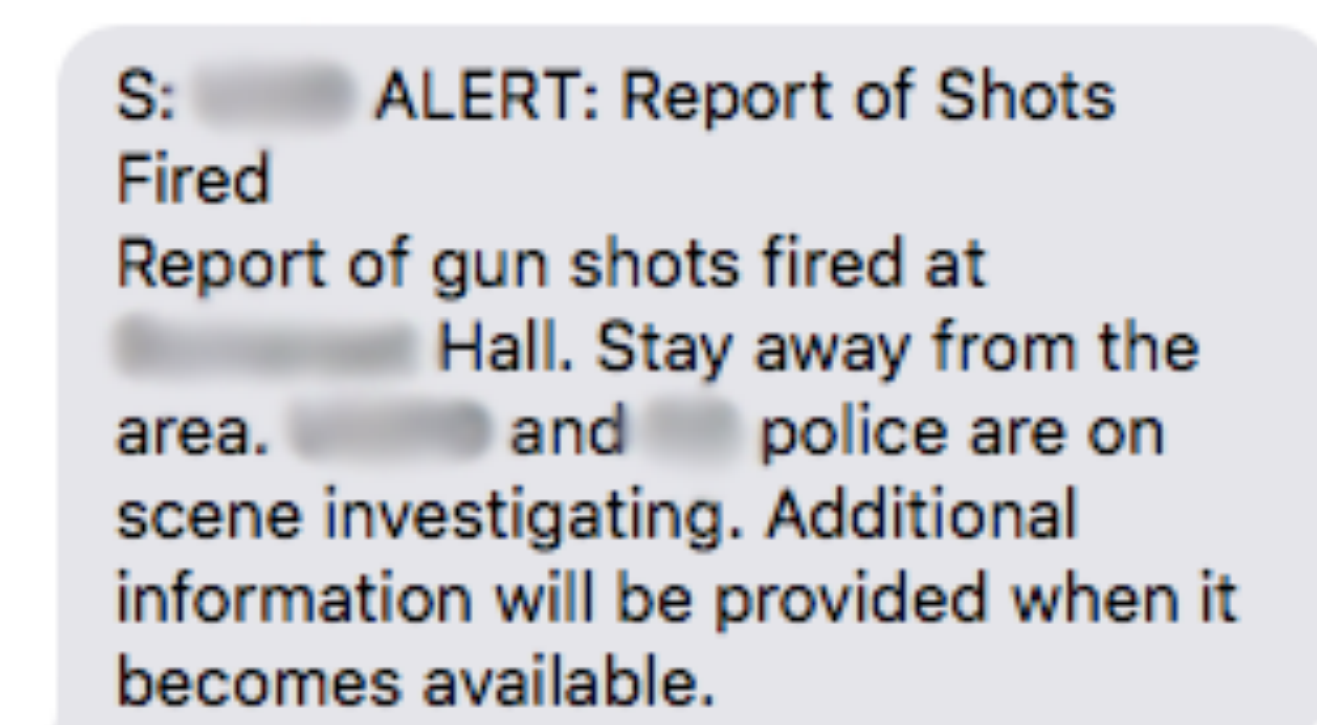 S: ALERT: Report of Shots
Fired
Report of gun shots fired at
Hall. Stay away from the
area. and police are on
scene investigating. Additional
information will be provided when it
becomes available.